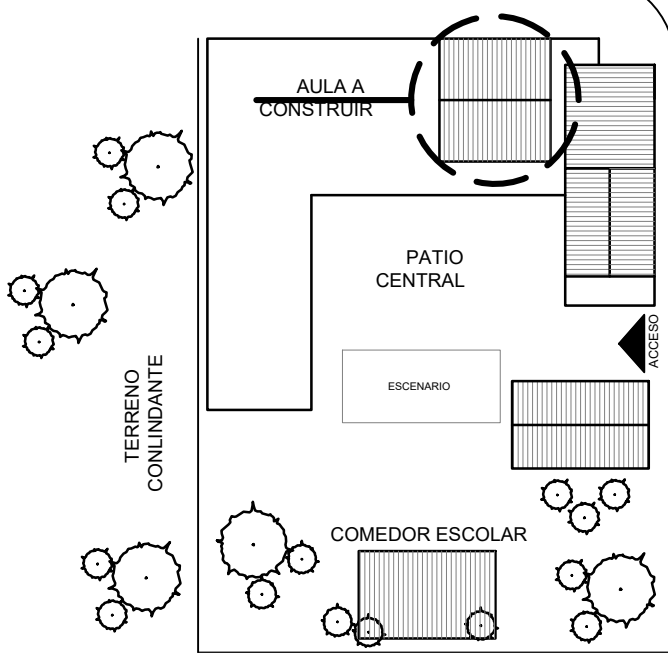 AULA A
CONSTRUIR
PATIO
CENTRAL
ACCESO
ESCENARIO
TERRENO
CONLINDANTE
COMEDOR ESCOLAR